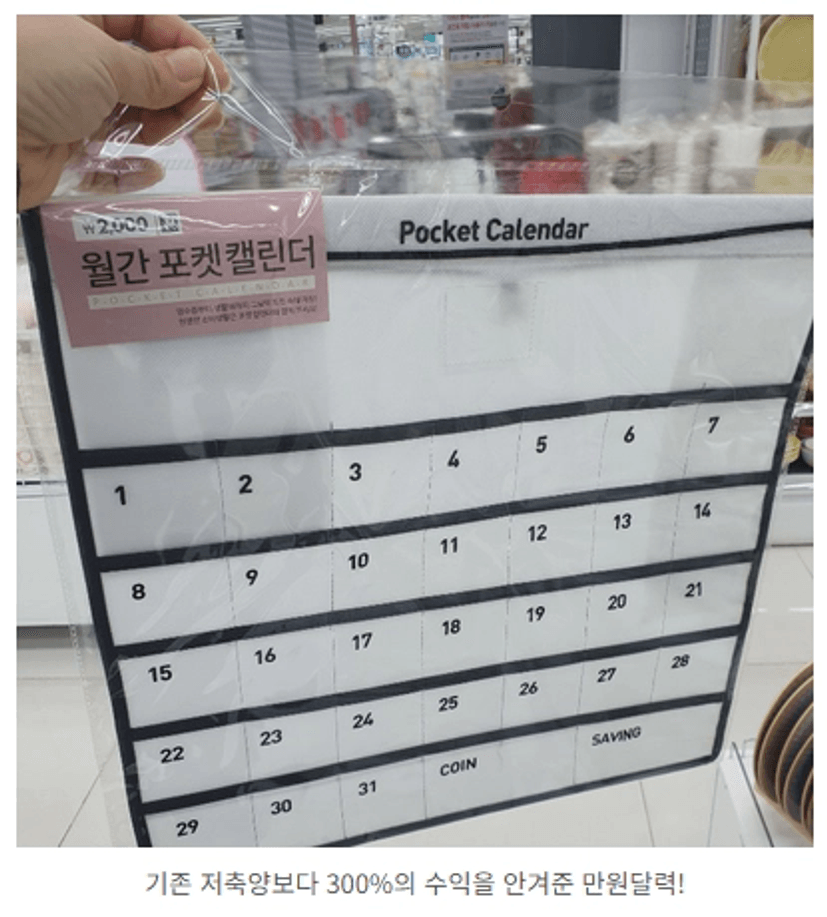 ₩2,000
Pocket Calendar
월간 포켓캘린더
POCKET CALENDAR
1 2 3 4 5 6 7
8 9 10 11 12 13 14
15 16 17 18 19 20 21
22 23 24 25 26 27 28
29 30 31 COIN SAVING
기존 저축양보다 300%의 수익을 안겨준 만원달력!